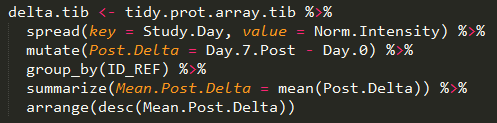 delta.tib <- tidy.prot.array.tib %>%
  spread(key = Study.Day, value = Norm.Intensity) %>%
  mutate(Post.Delta = Day.7.Post - Day.0) %>%
  group_by(ID_REF) %>%
  summarize(Mean.Post.Delta = mean(Post.Delta)) %>%
  arrange(desc(Mean.Post.Delta))